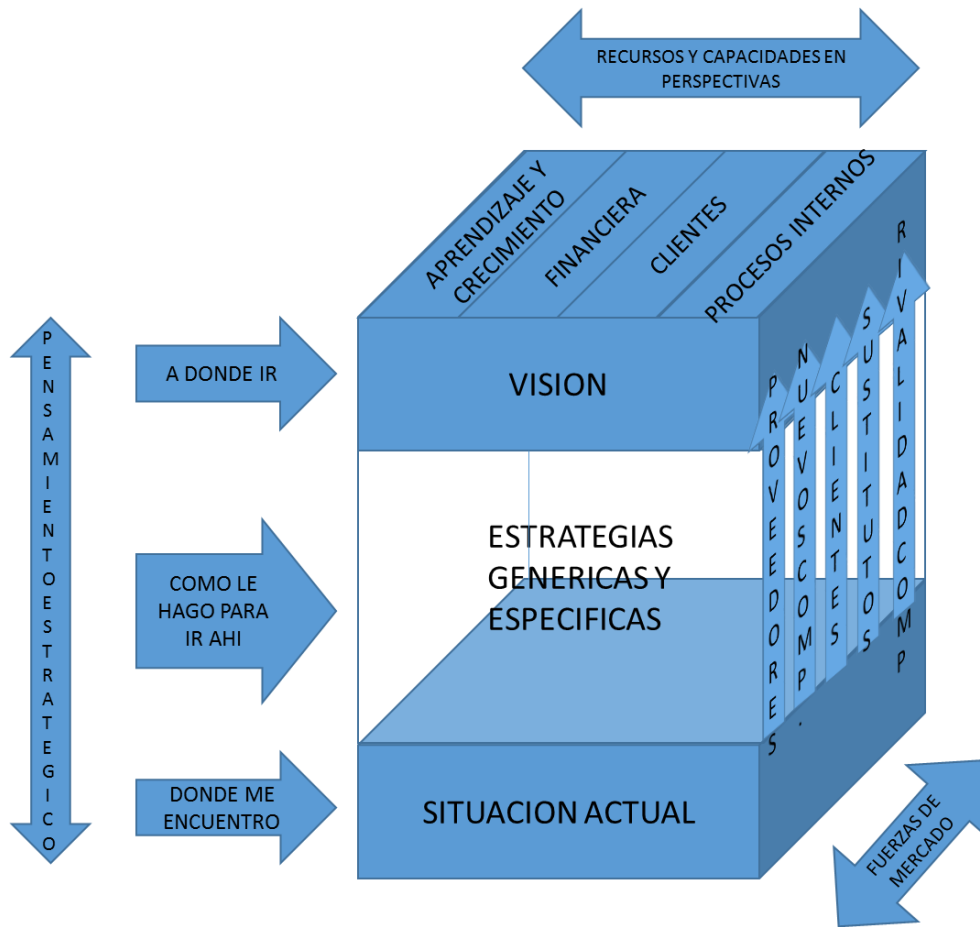 RECURSOS Y CAPACIDADES EN
PERSPECTIVAS
APRENDIZAJE Y
CRECIMIENTO
FINANCIERA
CLIENTES
PROCESOS INTERNOS
PENSAMIENTOESTRATEGICO
A DONDE IR
VISION
COMO LE
HAGO PARA
IR AHI
ESTRATEGIAS
GENERICAS Y
ESPECIFICAS
DONDE ME
ENCUENTRO
SITUACION ACTUAL
PROVEEDORES
NUEVOSCOMP.
CLIENTES
SUSTITUTOS
RIVALIDADCOMP
FUERZAS DE
MERCADO